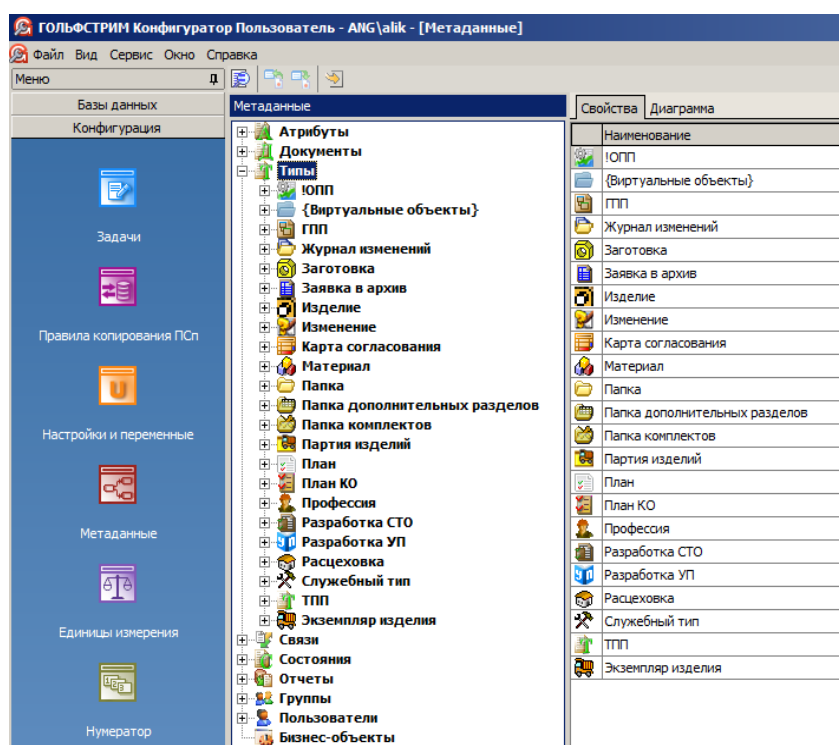 ГОЛЬФСТРИМ Конфигуратор Пользователь - ANG\alik - [Метаданные]
Файл Вид Сервис Окно Справка
Меню
Базы данных
Конфигурация
Задачи
Правила копирования ПСп
Настройки и переменные
Метаданные
Единицы измерения
Нумератор
Метаданные
Атрибуты
Документы
Типы
!ОПП
{Виртуальные объекты}
ГПП
Журнал изменений
Заготовка
Заявка в архив
Изделие
Изменение
Карта согласования
Материал
Папка
Папка дополнительных разделов
Папка комплектов
Партия изделий
План
План КО
Профессия
Разработка СТО
Разработка УП
Расцеховка
Служебный тип
ТПП
Экземпляр изделия
Связи
Состояния
Отчеты
Группы
Пользователи
Бизнес-объекты
Свойства Диаграмма
Наименование
!ОПП
{Виртуальные объекты}
ГПП
Журнал изменений
Заготовка
Заявка в архив
Изделие
Изменение
Карта согласования
Материал
Папка
Папка дополнительных разделов
Папка комплектов
Партия изделий
План
План КО
Профессия
Разработка СТО
Разработка УП
Расцеховка
Служебный тип
ТПП
Экземпляр изделия